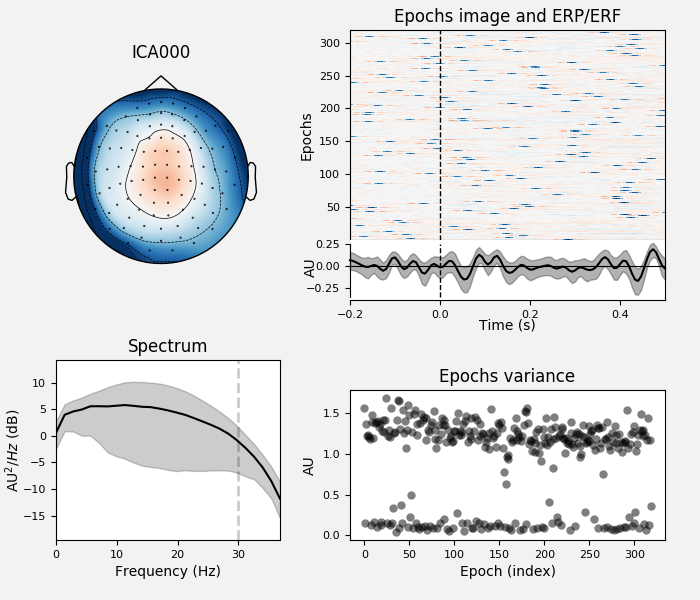 ICA000
Epochs image and ERP/ERF
Epochs
300
250
200
150
100
50
AU
0.25
0.00
−0.25
−0.2 0.0 0.2 0.4
Time (s)
Spectrum
AU²/Hz (dB)
10
5
0
−5
−10
−15
0 10 20 30
Frequency (Hz)
Epochs variance
AU
1.5
1.0
0.5
0.0
0 50 100 150 200 250 300
Epoch (index)